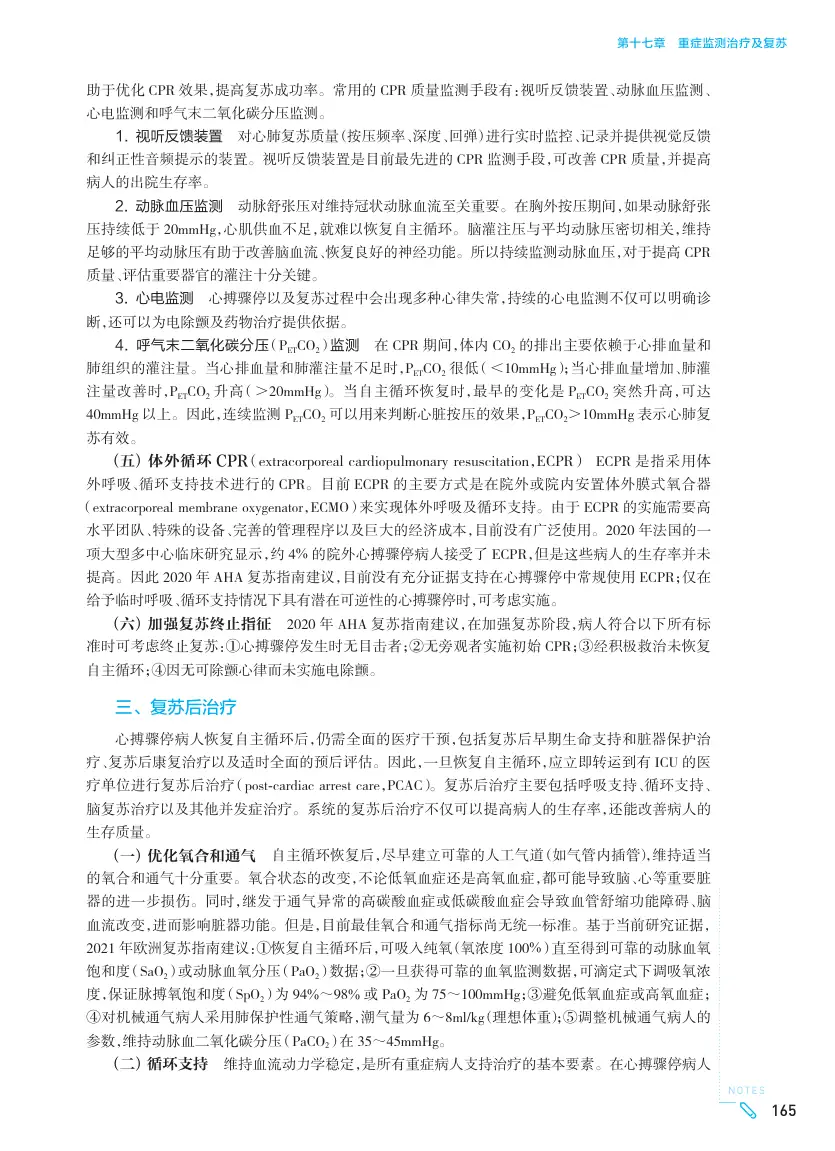 第十七章 重症监测治疗及复苏
助于优化 CPR 效果,提高复苏成功率。常用的 CPR 质量监测手段有:视听反馈装置、动脉血压监测、
心电监测和呼气末二氧化碳分压监测。
1. 视听反馈装置 对心肺复苏质量(按压频率、深度、回弹)进行实时监控、记录并提供视觉反馈
和纠正性音频提示的装置。视听反馈装置是目前最先进的 CPR 监测手段,可改善 CPR 质量,并提高
病人的出院生存率。
2. 动脉血压监测 动脉舒张压对维持冠状动脉血流至关重要。在胸外按压期间,如果动脉舒张
压持续低于 20mmHg,心肌供血不足,就难以恢复自主循环。脑灌注压与平均动脉压密切相关,维持
足够的平均动脉压有助于改善脑血流、恢复良好的神经功能。所以持续监测动脉血压,对于提高 CPR
质量、评估重要器官的灌注十分关键。
3. 心电监测 心搏骤停以及复苏过程中会出现多种心律失常,持续的心电监测不仅可以明确诊
断,还可以为电除颤及药物治疗提供依据。
4. 呼气末二氧化碳分压(PETCO2)监测 在 CPR 期间,体内 CO2 的排出主要依赖于心排血量和
肺组织的灌注量。当心排血量和肺灌注量不足时,PETCO2 很低(<10mmHg);当心排血量增加、肺灌
注量改善时,PETCO2 升高(>20mmHg)。当自主循环恢复时,最早的变化是 PETCO2 突然升高,可达
40mmHg 以上。因此,连续监测 PETCO2 可以用来判断心脏按压的效果,PETCO2>10mmHg 表示心肺复
苏有效。
(五)体外循环 CPR(extracorporeal cardiopulmonary resuscitation,ECPR) ECPR 是指采用体
外呼吸、循环支持技术进行的 CPR。目前 ECPR 的主要方式是在院外或院内安置体外膜式氧合器
(extracorporeal membrane oxygenator,ECMO)来实现体外呼吸及循环支持。由于 ECPR 的实施需要高
水平团队、特殊的设备、完善的管理程序以及巨大的经济成本,目前没有广泛使用。2020 年法国的一
项大型多中心临床研究显示,约 4% 的院外心搏骤停病人接受了 ECPR,但是这些病人的生存率并未
提高。因此 2020 年 AHA 复苏指南建议,目前没有充分证据支持在心搏骤停中常规使用 ECPR;仅在
给予临时呼吸、循环支持情况下具有潜在可逆性的心搏骤停时,可考虑实施。
(六)加强复苏终止指征 2020 年 AHA 复苏指南建议,在加强复苏阶段,病人符合以下所有标
准时可考虑终止复苏:①心搏骤停发生时无目击者;②无旁观者实施初始 CPR;③经积极救治未恢复
自主循环;④因无可除颤心律而未实施电除颤。
三、复苏后治疗
心搏骤停病人恢复自主循环后,仍需全面的医疗干预,包括复苏后早期生命支持和脏器保护治
疗、复苏后康复治疗以及适时全面的预后评估。因此,一旦恢复自主循环,应立即转运到有 ICU 的医
疗单位进行复苏后治疗(post-cardiac arrest care,PCAC)。复苏后治疗主要包括呼吸支持、循环支持、
脑复苏治疗以及其他并发症治疗。系统的复苏后治疗不仅可以提高病人的生存率,还能改善病人的
生存质量。
(一)优化氧合和通气 自主循环恢复后,尽早建立可靠的人工气道(如气管内插管),维持适当
的氧合和通气十分重要。氧合状态的改变,不论低氧血症还是高氧血症,都可能导致脑、心等重要脏
器的进一步损伤。同时,继发于通气异常的高碳酸血症或低碳酸血症会导致血管舒缩功能障碍、脑
血流改变,进而影响脏器功能。但是,目前最佳氧合和通气指标尚无统一标准。基于当前研究证据,
2021 年欧洲复苏指南建议:①恢复自主循环后,可吸入纯氧(氧浓度 100%)直至得到可靠的动脉血氧
饱和度(SaO2)或动脉血氧分压(PaO2)数据;②一旦获得可靠的血氧监测数据,可滴定式下调吸氧浓
度,保证脉搏氧饱和度(SpO2)为 94%~98% 或 PaO2 为 75~100mmHg;③避免低氧血症或高氧血症;
④对机械通气病人采用肺保护性通气策略,潮气量为 6~8ml/kg(理想体重);⑤调整机械通气病人的
参数,维持动脉血二氧化碳分压(PaCO2)在 35~45mmHg。
(二)循环支持 维持血流动力学稳定,是所有重症病人支持治疗的基本要素。在心搏骤停病人
NOTES
165